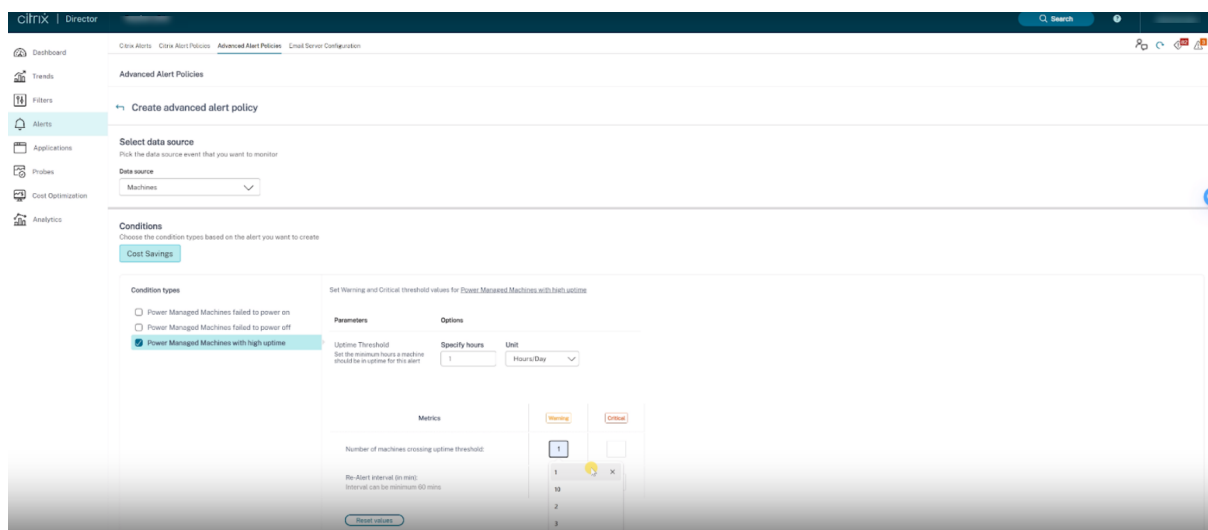 citrix | Director
Search
Dashboard
Trends
Filters
Alerts
Applications
Probes
Cost Optimization
Analytics
Citrix Alerts Citrix Alert Policies Advanced Alert Policies Email Server Configuration
Advanced Alert Policies
Create advanced alert policy
Select data source
Pick the data source event that you want to monitor
Data source
Machines
Conditions
Choose the condition types based on the alert you want to create
Cost Savings
Condition types
Power Managed Machines failed to power on
Power Managed Machines failed to power off
Power Managed Machines with high uptime
Set Warning and Critical threshold values for Power Managed Machines with high uptime
Parameters Options
Uptime Threshold
Set the minimum hours a machine
should be in uptime for this alert
Specify hours Unit
1 Hours/Day
Metrics Warning Critical
Number of machines crossing uptime threshold: 1
Re-Alert interval (in min):
Interval can be minimum 60 mins
1
10
2
3
Reset values